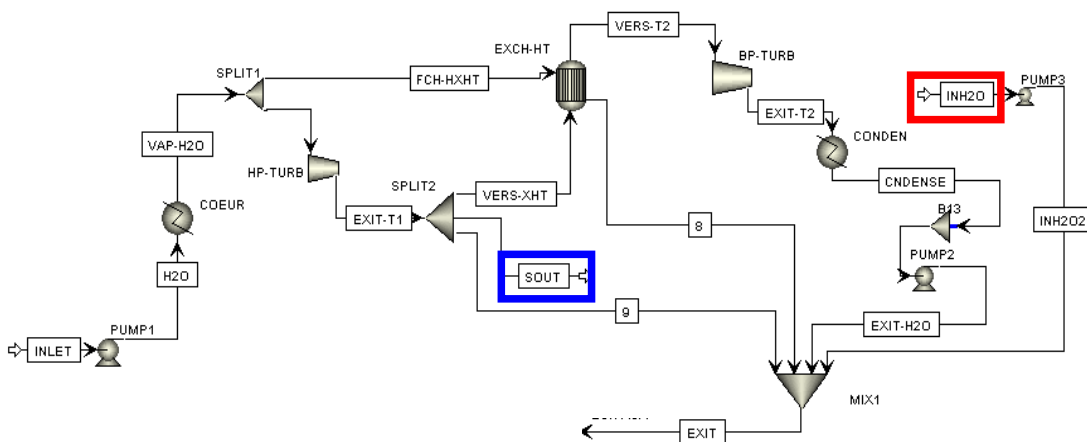 VERS-T2
EXCH-HT
BP-TURB
SPLIT1
FCH-HXHT
PUMP3
INH2O
EXIT-T2
VAP-H2O
CONDEN
HP-TURB
SPLIT2
VERS-XHT
CNDENSE
COEUR
EXIT-T1
B13
8
INH2O2
PUMP2
H2O
SOUT
9
PUMP1
EXIT-H2O
INLET
MIX1
EXIT